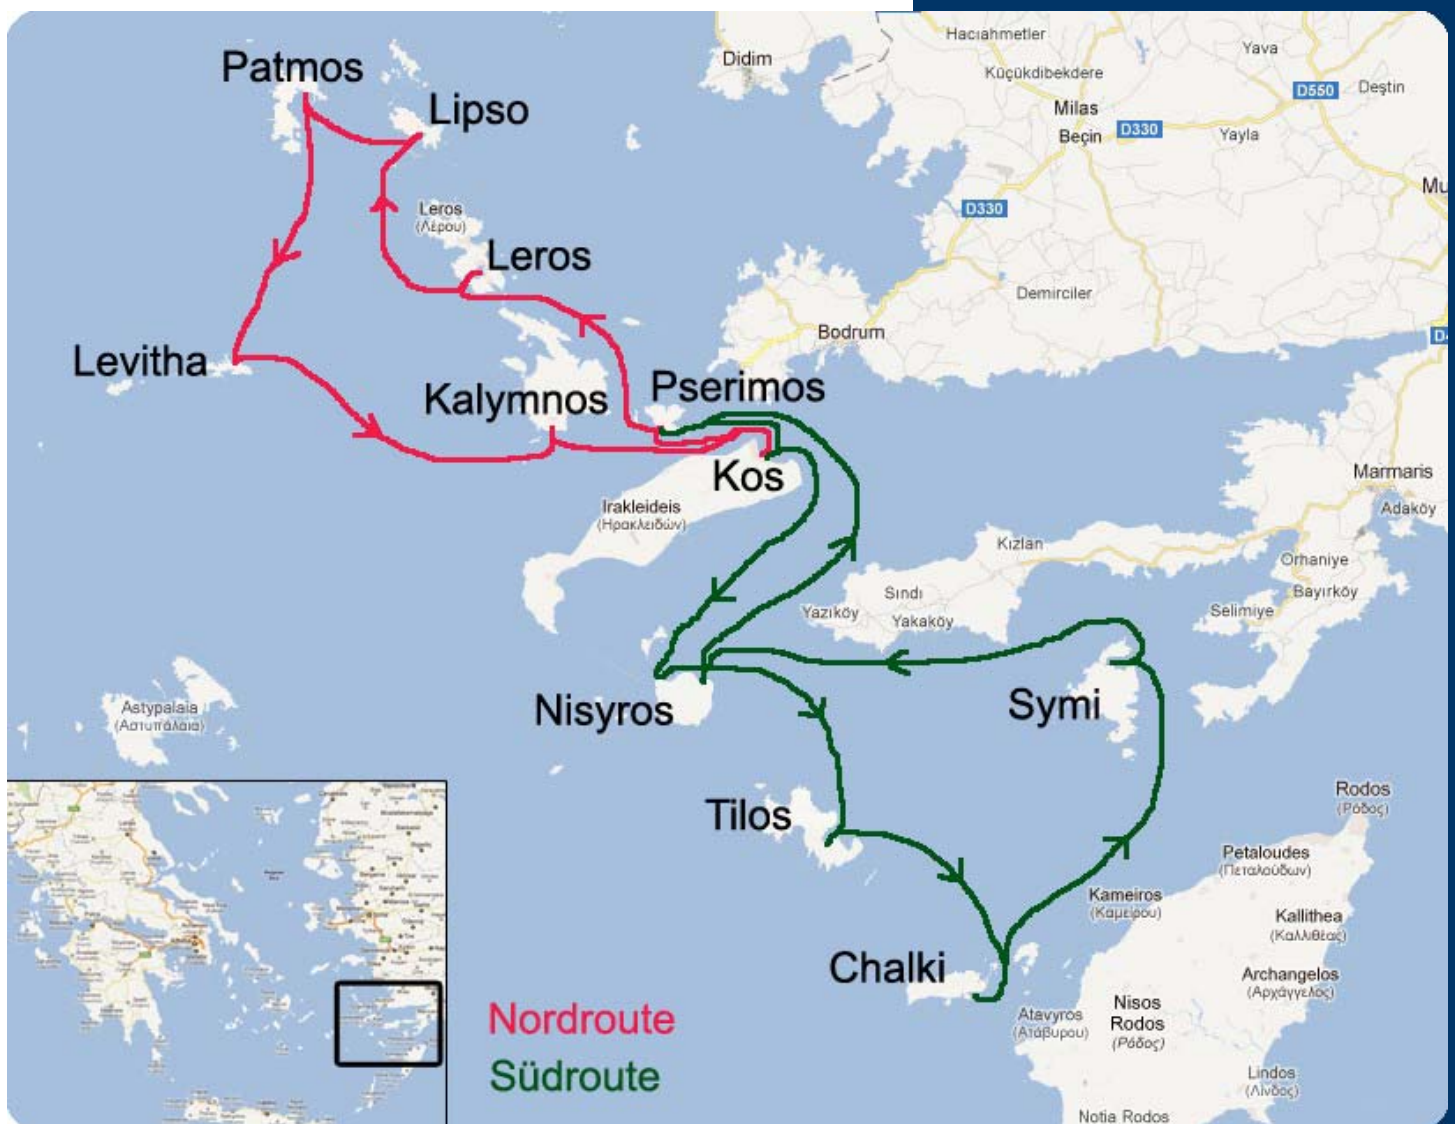 Patmos
Lipso
Leros
(Λέρου)
Leros
Levitha
Kalymnos
Pserimos
Kos
Irakleideis
(Ηρακλειδών)
Nisyros
Tilos
Chalki
Symi
Astypalaia
(Αστυπάλαια)
Didim
Hacıahmetler
Küçükdibekdere
Yava
D550
Deştin
Milas
Beçin
D330
Yayla
Mu
D330
Demirciler
Bodrum
D
Marmaris
Adaköy
Kızlan
Orhaniye
Bayırköy
Selimiye
Sındı
Yazıköy
Yakaköy
Rodos
(Ρόδος)
Petaloudes
(Πεταλούδων)
Kameiros
(Καμείρου)
Kallithea
(Καλλιθέας)
Archangelos
(Αρχάγγελος)
Nisos
Rodos
(Ρόδος)
Atavyros
(Ατάβυρου)
Lindos
(Λίνδος)
Notia Rodos
Nordroute
Südroute